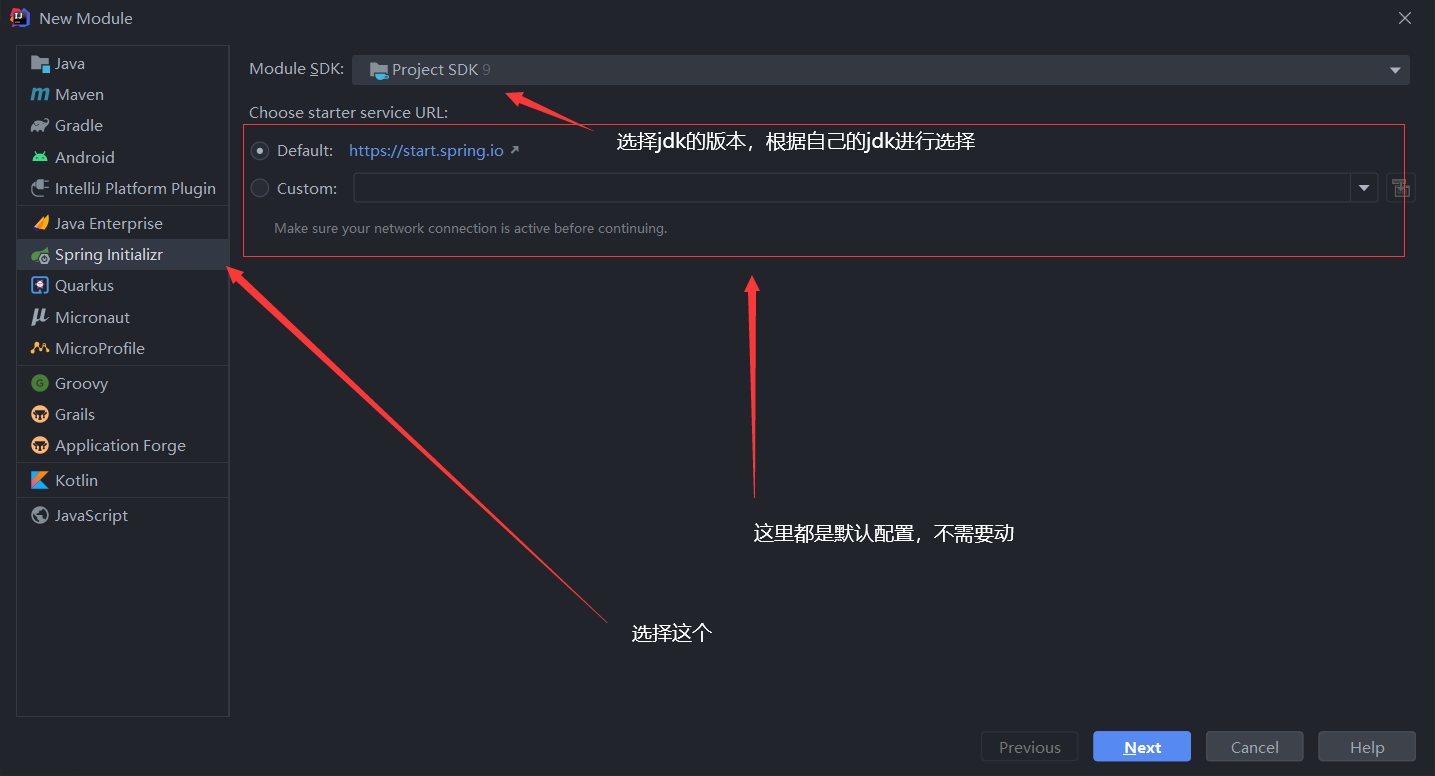 New Module
Java
Maven
Gradle
Android
IntelliJ Platform Plugin
Java Enterprise
Spring Initializr
Quarkus
Micronaut
MicroProfile
Groovy
Grails
Application Forge
Kotlin
JavaScript
Module SDK: Project SDK 9
Choose starter service URL:
选择jdk的版本，根据自己的jdk进行选择
Default: https://start.spring.io
Custom:
Make sure your network connection is active before continuing.
这里都是默认配置，不需要动
选择这个
Previous Next Cancel Help